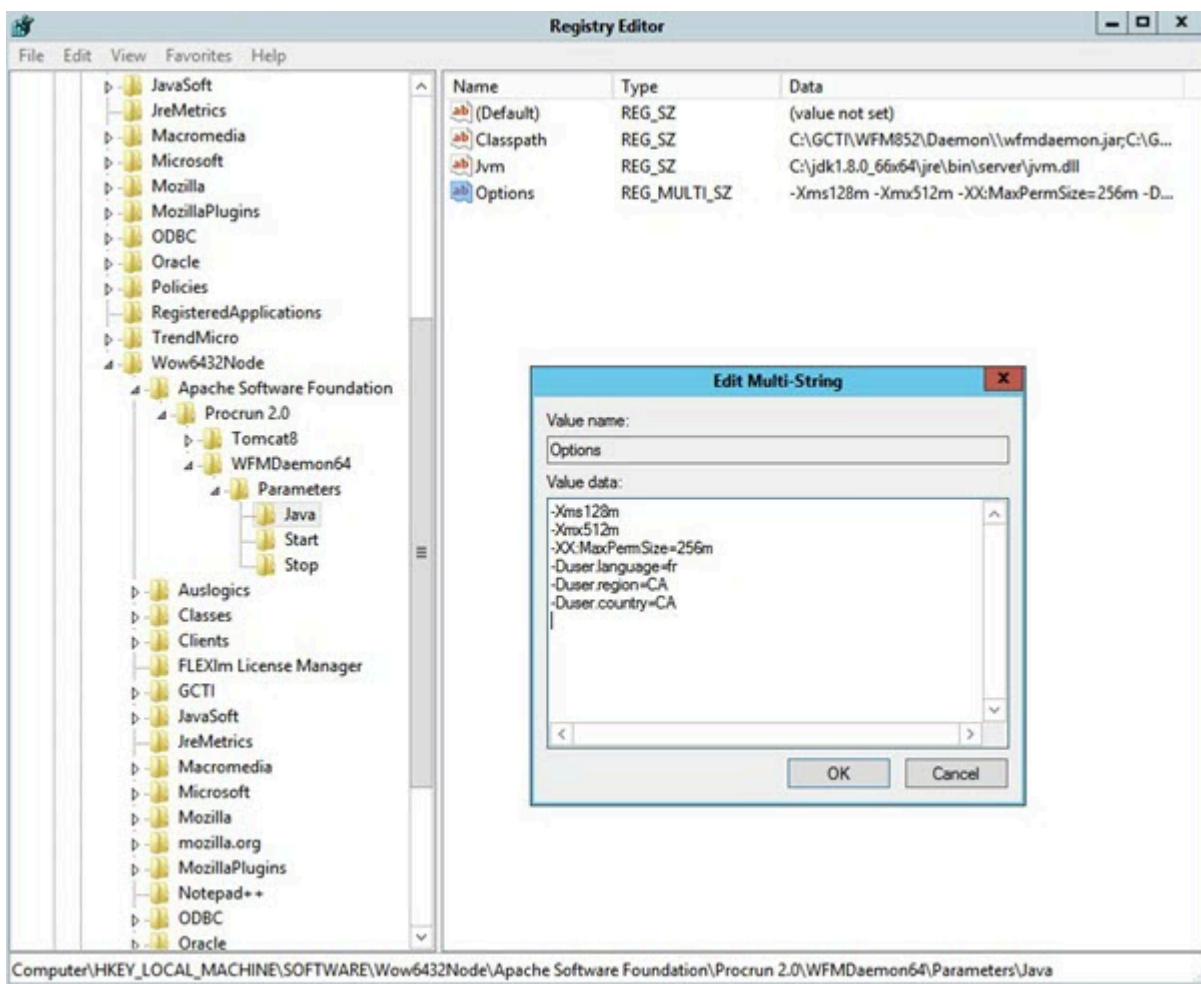 Registry Editor
File Edit View Favorites Help
JavaSoft
JreMetrics
Macromedia
Microsoft
Mozilla
MozillaPlugins
ODBC
Oracle
Policies
RegisteredApplications
TrendMicro
Wow6432Node
Apache Software Foundation
Procrun 2.0
Tomcat8
WFMDaemon64
Parameters
Java
Start
Stop
Auslogics
Classes
Clients
FLEXlm License Manager
GCTI
JavaSoft
JreMetrics
Macromedia
Microsoft
Mozilla
mozilla.org
MozillaPlugins
Notepad++
ODBC
Oracle
Name Type Data
ab (Default) REG_SZ (value not set)
ab Classpath REG_SZ C:\GCTI\WFM852\Daemon\\wfmdaemon.jar;C:\G...
ab Jvm REG_SZ C:\jdk1.8.0_66x64\jre\bin\server\jvm.dll
ab Options REG_MULTI_SZ -Xms128m -Xmx512m -XX:MaxPermSize=256m -D...
Edit Multi-String
Value name:
Options
Value data:
-Xms128m
-Xmx512m
-XX:MaxPermSize=256m
-Duser.language=fr
-Duser.region=CA
-Duser.country=CA
OK Cancel
Computer\HKEY_LOCAL_MACHINE\SOFTWARE\Wow6432Node\Apache Software Foundation\Procrun 2.0\WFMDaemon64\Parameters\Java